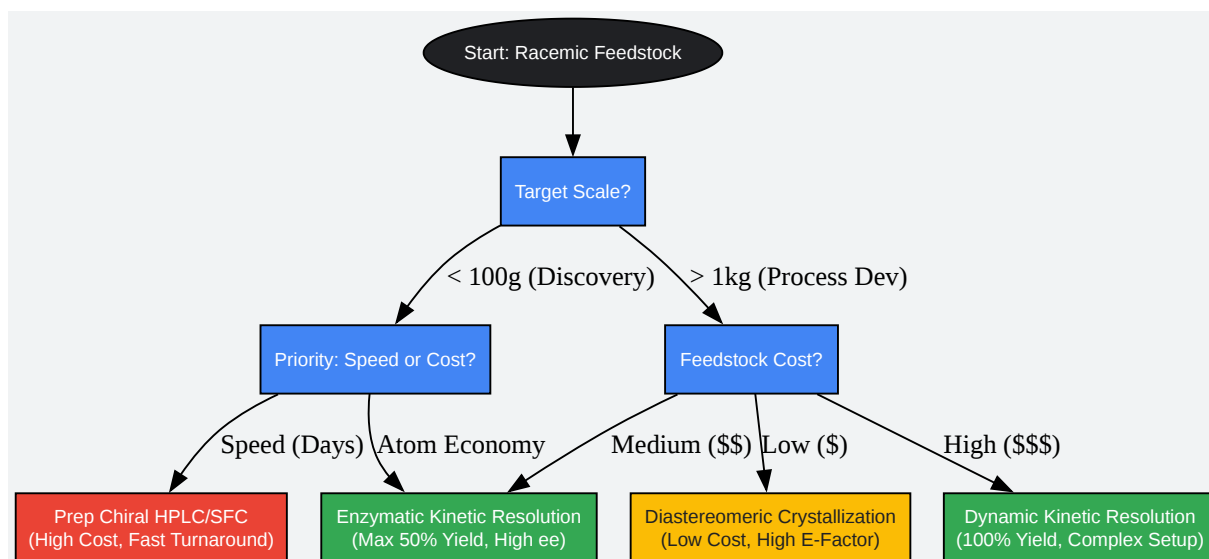 Start: Racemic Feedstock
Target Scale?
< 100g (Discovery)
> 1kg (Process Dev)
Priority: Speed or Cost?
Feedstock Cost?
Speed (Days)
Atom Economy
Medium ($$)
Low ($)
High ($$$)
Prep Chiral HPLC/SFC
(High Cost, Fast Turnaround)
Enzymatic Kinetic Resolution
(Max 50% Yield, High ee)
Diastereomeric Crystallization
(Low Cost, High E-Factor)
Dynamic Kinetic Resolution
(100% Yield, Complex Setup)